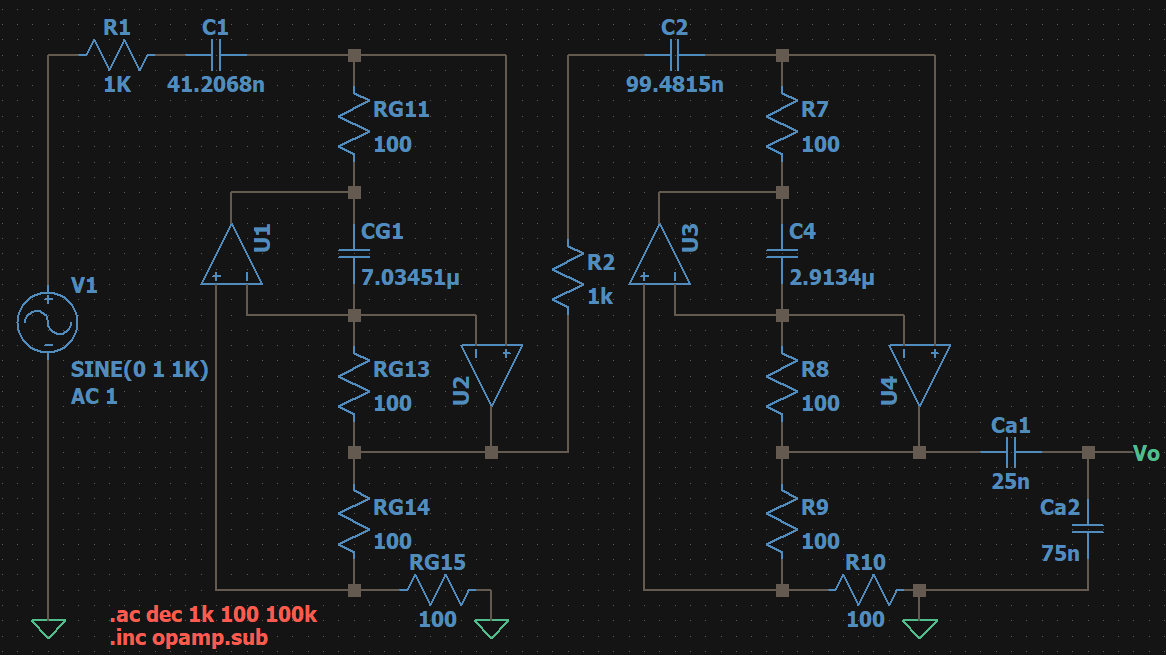 R1
1K
C1
41.2068n
C2
99.4815n
RG11
100
R7
100
U1
CG1
7.03451µ
U3
C4
2.9134µ
R2
1k
V1
SINE(0 1 1K)
AC 1
RG13
100
U2
R8
100
U4
Ca1
25n
Vo
RG14
100
RG15
100
R9
100
R10
100
Ca2
75n
.ac dec 1k 100 100k
.inc opamp.sub